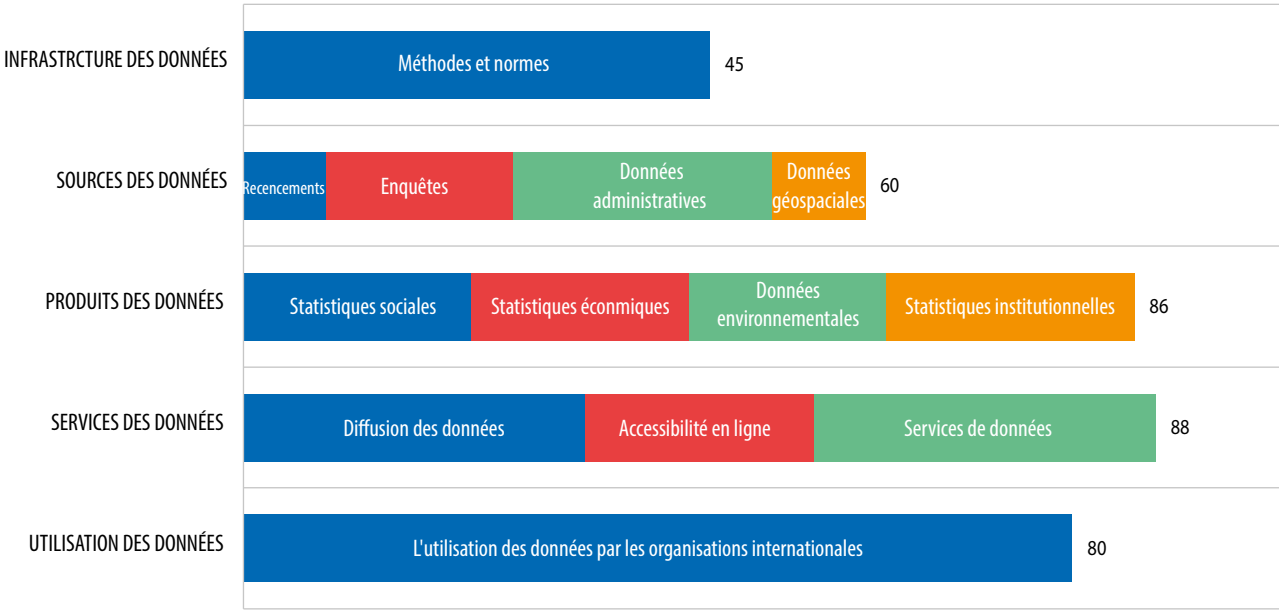 INFRASTRCTURE DES DONNÉES
Méthodes et normes
45
SOURCES DES DONNÉES
Recencements
Enquêtes
Données
administratives
Données
géospaciales
60
PRODUITS DES DONNÉES
Statistiques sociales
Statistiques éconmiques
Données
environnementales
Statistiques institutionnelles
86
SERVICES DES DONNÉES
Diffusion des données
Accessibilité en ligne
Services de données
88
UTILISATION DES DONNÉES
L'utilisation des données par les organisations internationales
80